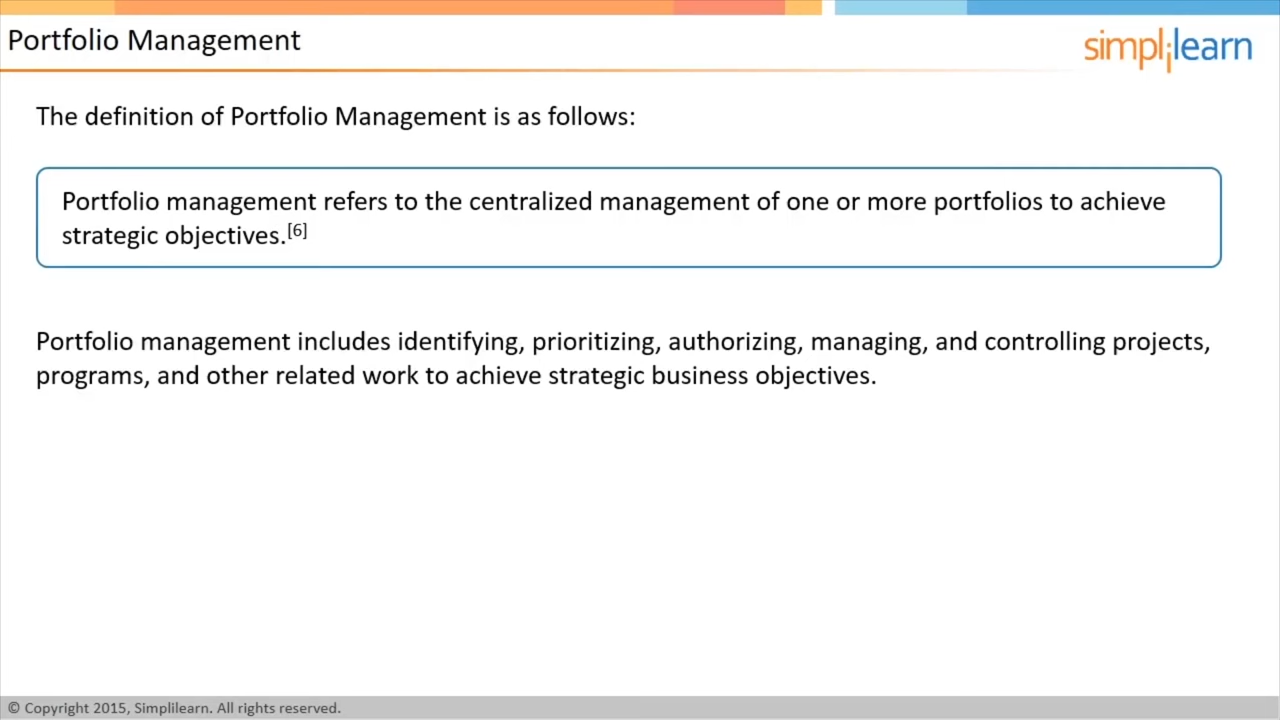 Portfolio Management
simplilearn
The definition of Portfolio Management is as follows:
Portfolio management refers to the centralized management of one or more portfolios to achieve
strategic objectives.[6]
Portfolio management includes identifying, prioritizing, authorizing, managing, and controlling projects,
programs, and other related work to achieve strategic business objectives.
© Copyright 2015, Simplilearn. All rights reserved.